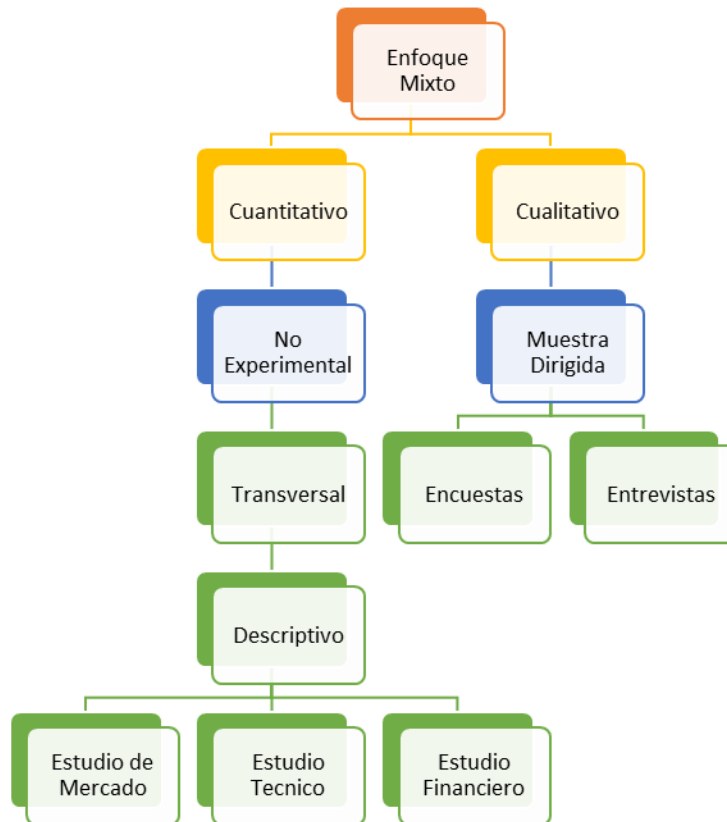 Enfoque
Mixto
Cuantitativo
Cualitativo
No
Experimental
Muestra
Dirigida
Transversal
Encuestas
Entrevistas
Descriptivo
Estudio de
Mercado
Estudio
Tecnico
Estudio
Financiero